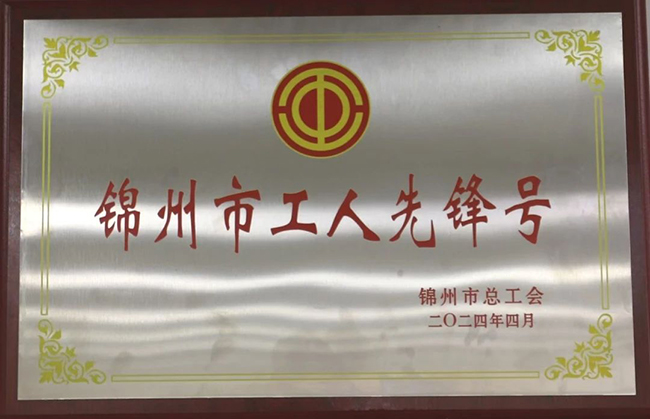 锦州市工人先锋号
锦州市总工会
二〇二四年四月